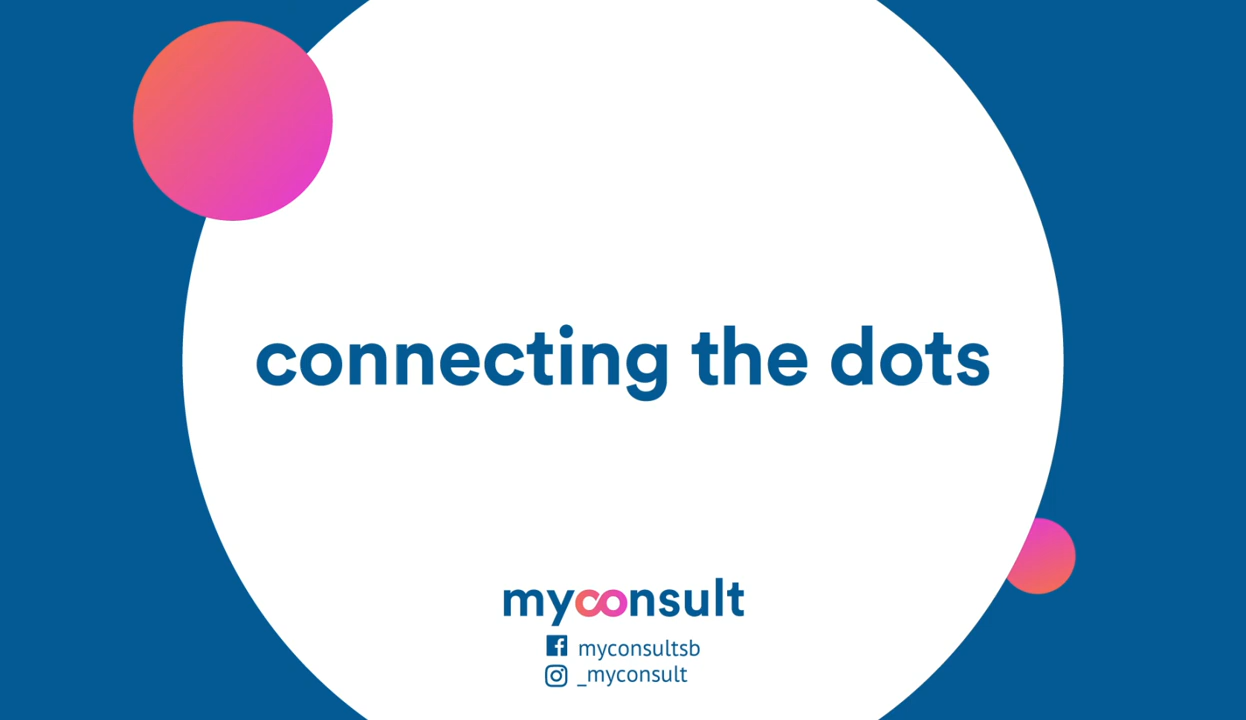 connecting the dots
myconsult
myconsultsb
_myconsult